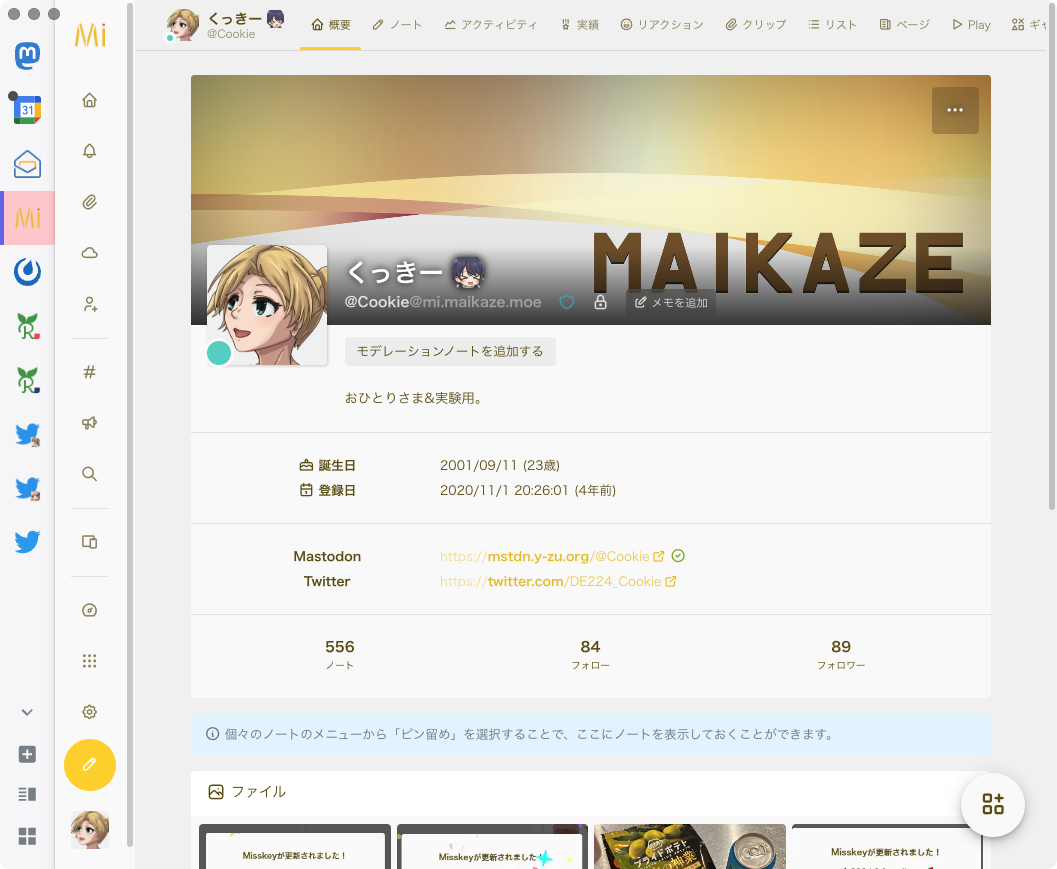 くっきー
@Cookie
概要
ノート
アクティビティ
実績
リアクション
クリップ
リスト
ページ
Play
Mi
31
Mi
MAIKAZE
くっきー
@Cookie@mi.maikaze.moe
メモを追加
モデレーションノートを追加する
おひとりさま&実験用。
誕生日 2001/09/11 (23歳)
登録日 2020/11/1 20:26:01 (4年前)
Mastodon https://mstdn.y-zu.org/@Cookie
Twitter https://twitter.com/DE224_Cookie
556 84 89
ノート フォロー フォロワー
個々のノートのメニューから「ピン留め」を選択することで、ここにノートを表示しておくことができます。
ファイル
Misskeyが更新されました!
Misskeyが更新されました
プライドポテト
Misskeyが更新されました!